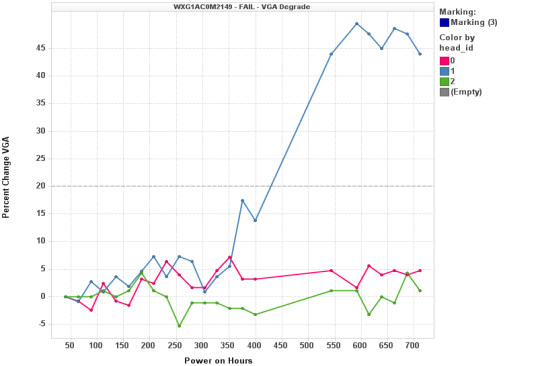 WXG1AC0M2149 - FAIL - VGA Degrade
Marking:
Marking (3)
Color by
head_id
0
1
2
(Empty)
Percent Change VGA
45
40
35
30
25
20
15
10
5
0
-5
50 100 150 200 250 300 350 400 450 500 550 600 650 700
Power on Hours